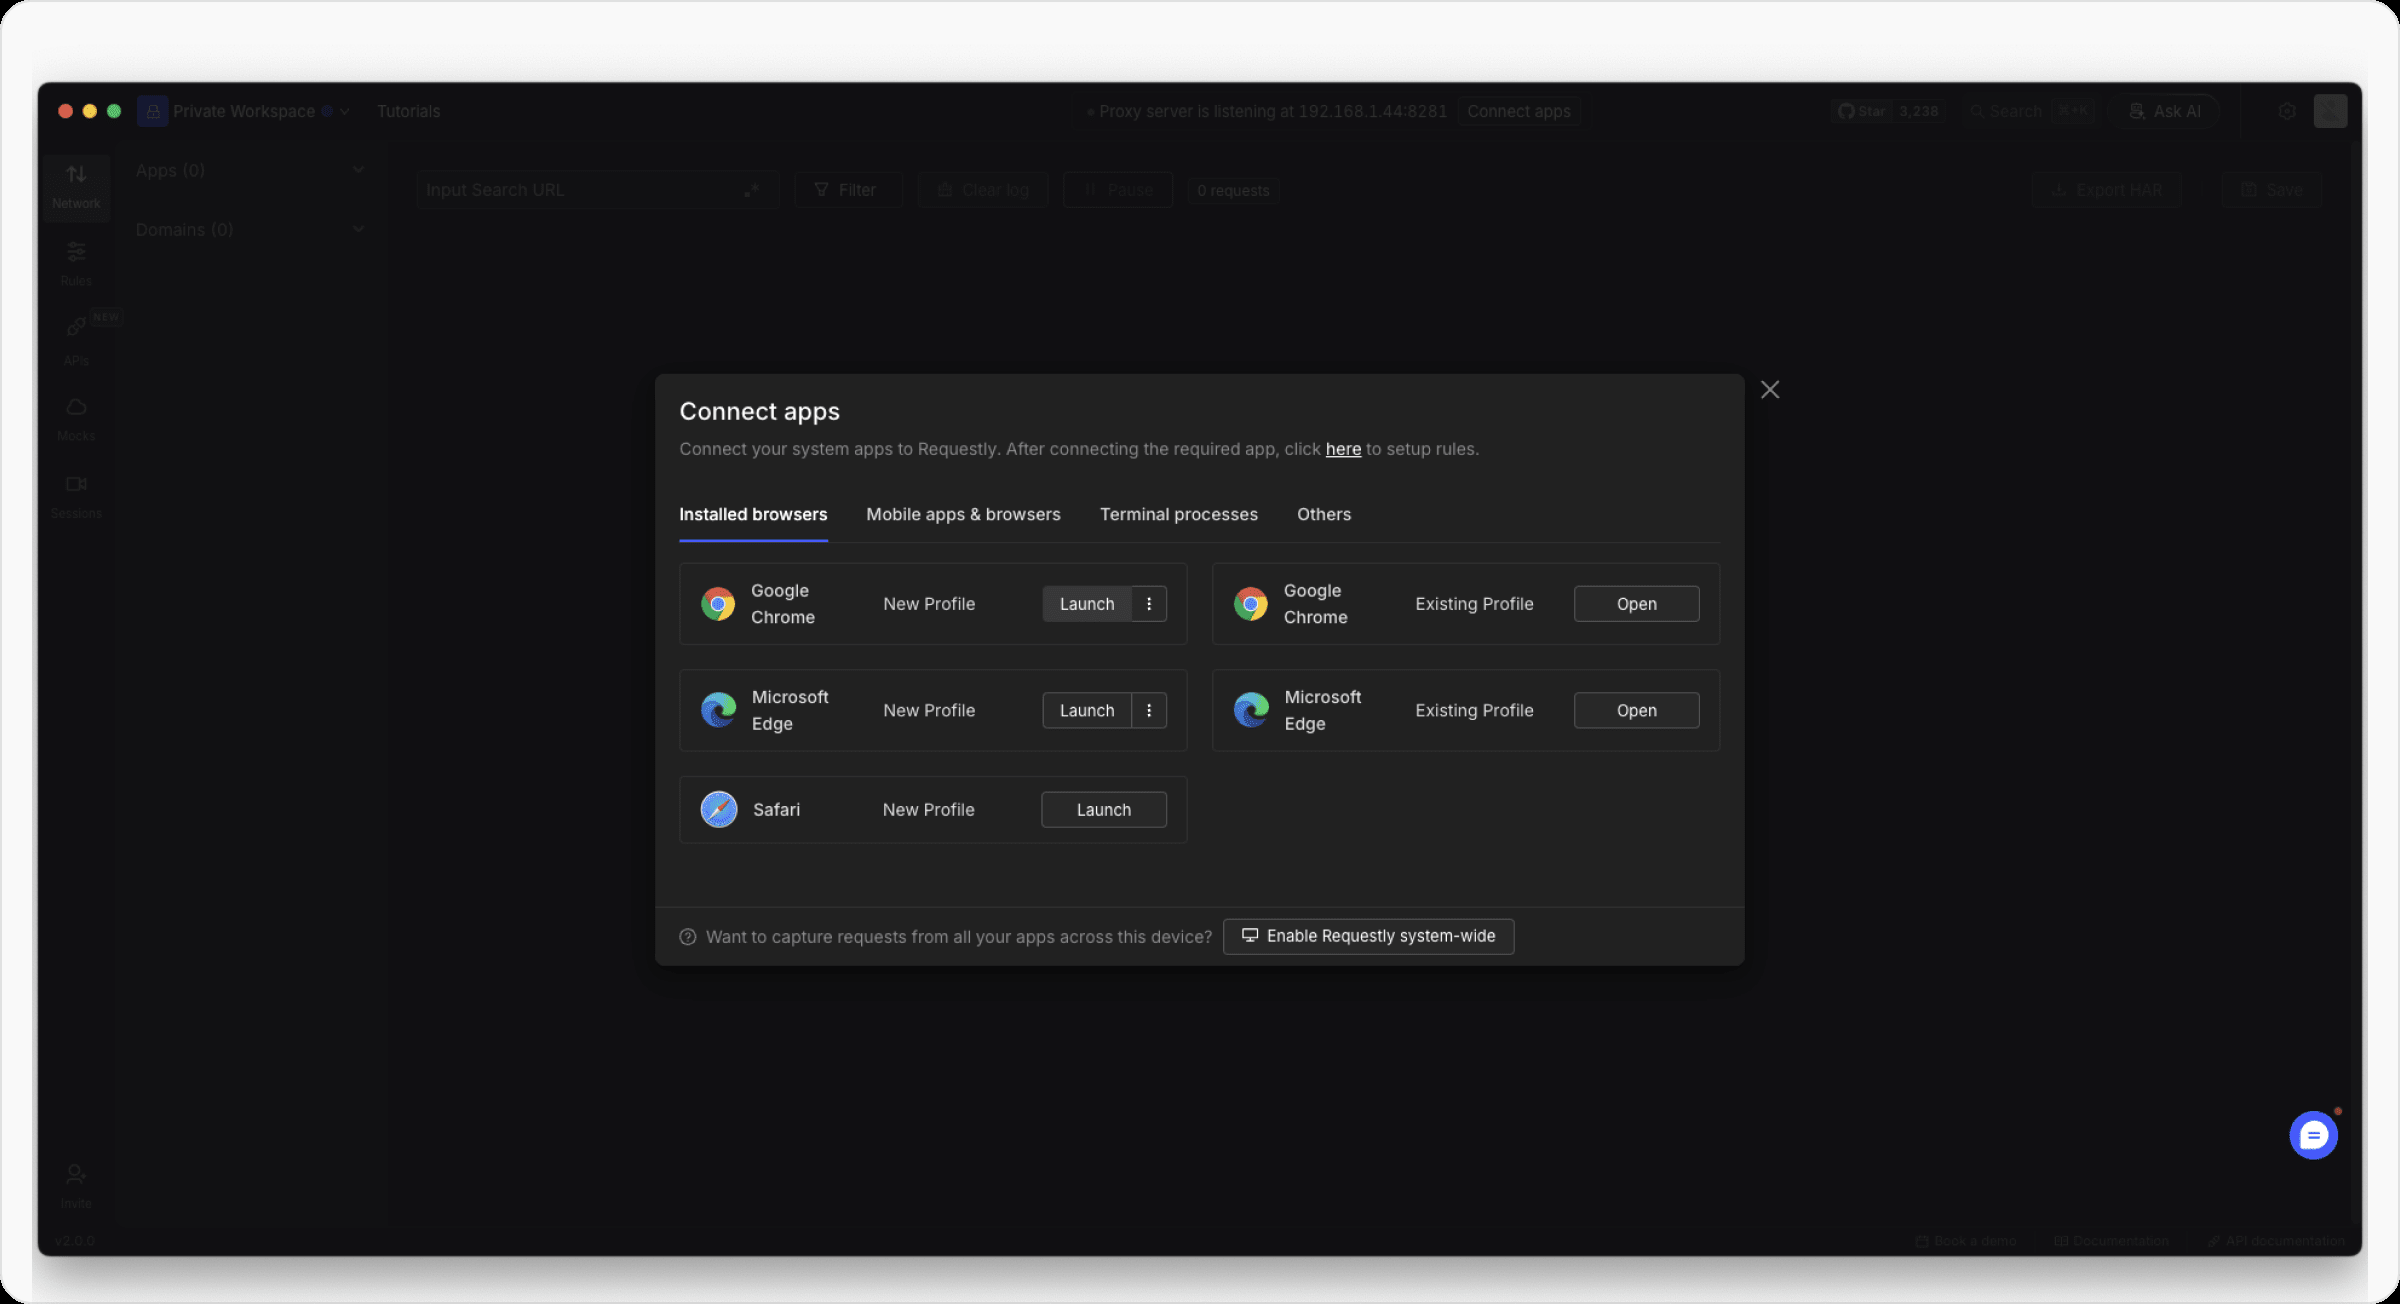 Private Workspace
Tutorials
Proxy server is listening at 192.168.1.44:8281
Connect apps
Star 3,238
Search ⌘+K
Ask AI
Network
Rules
NEW
APIs
Mocks
Sessions
Invite
v2.0.0
Apps (0)
Domains (0)
Input Search URL
.*
Filter
Clear log
Pause
0 requests
Export HAR
Save
Connect apps
Connect your system apps to Requestly. After connecting the required app, click here to setup rules.
Installed browsers
Mobile apps & browsers
Terminal processes
Others
Google
Chrome
New Profile
Launch
Google
Chrome
Existing Profile
Open
Microsoft
Edge
New Profile
Launch
Microsoft
Edge
Existing Profile
Open
Safari
New Profile
Launch
Want to capture requests from all your apps across this device?
Enable Requestly system-wide
Book a demo
Documentation
API documentation